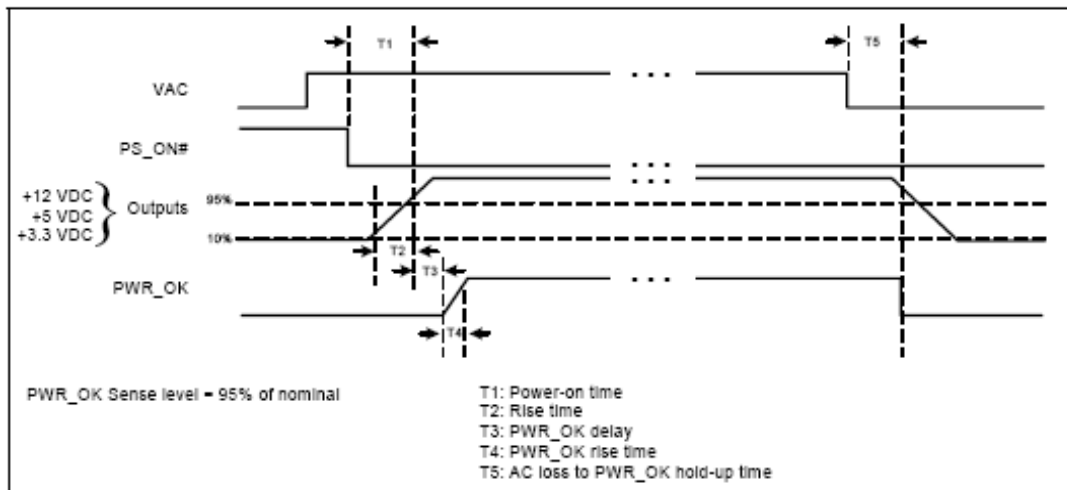 T1
T5
VAC
. . .
PS_ON#
+12 VDC
+5 VDC
+3.3 VDC
Outputs
95%
10%
T2
T3
PWR_OK
T4
PWR_OK Sense level = 95% of nominal
T1: Power-on time
T2: Rise time
T3: PWR_OK delay
T4: PWR_OK rise time
T5: AC loss to PWR_OK hold-up time